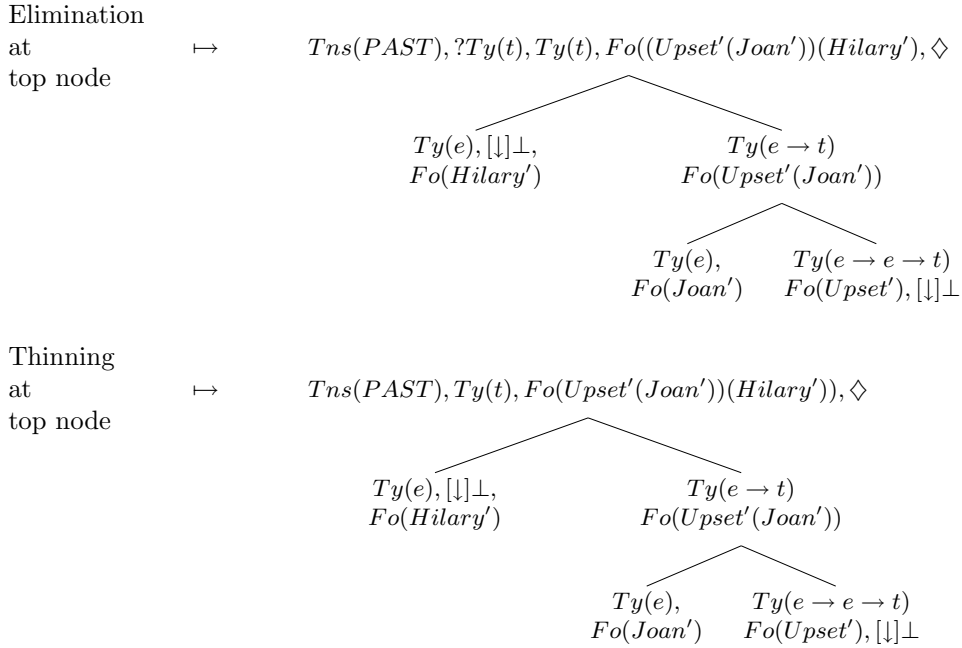 Elimination
at ↦ Tns(PAST), ?Ty(t), Ty(t), Fo((Upset′(Joan′))(Hilary′), ♢
top node
Ty(e), [↓]⊥, Ty(e → t)
Fo(Hilary′) Fo(Upset′(Joan′))
Ty(e), Ty(e → e → t)
Fo(Joan′) Fo(Upset′), [↓]⊥
Thinning
at ↦ Tns(PAST), Ty(t), Fo(Upset′(Joan′))(Hilary′)), ♢
top node
Ty(e), [↓]⊥, Ty(e → t)
Fo(Hilary′) Fo(Upset′(Joan′))
Ty(e), Ty(e → e → t)
Fo(Joan′) Fo(Upset′), [↓]⊥